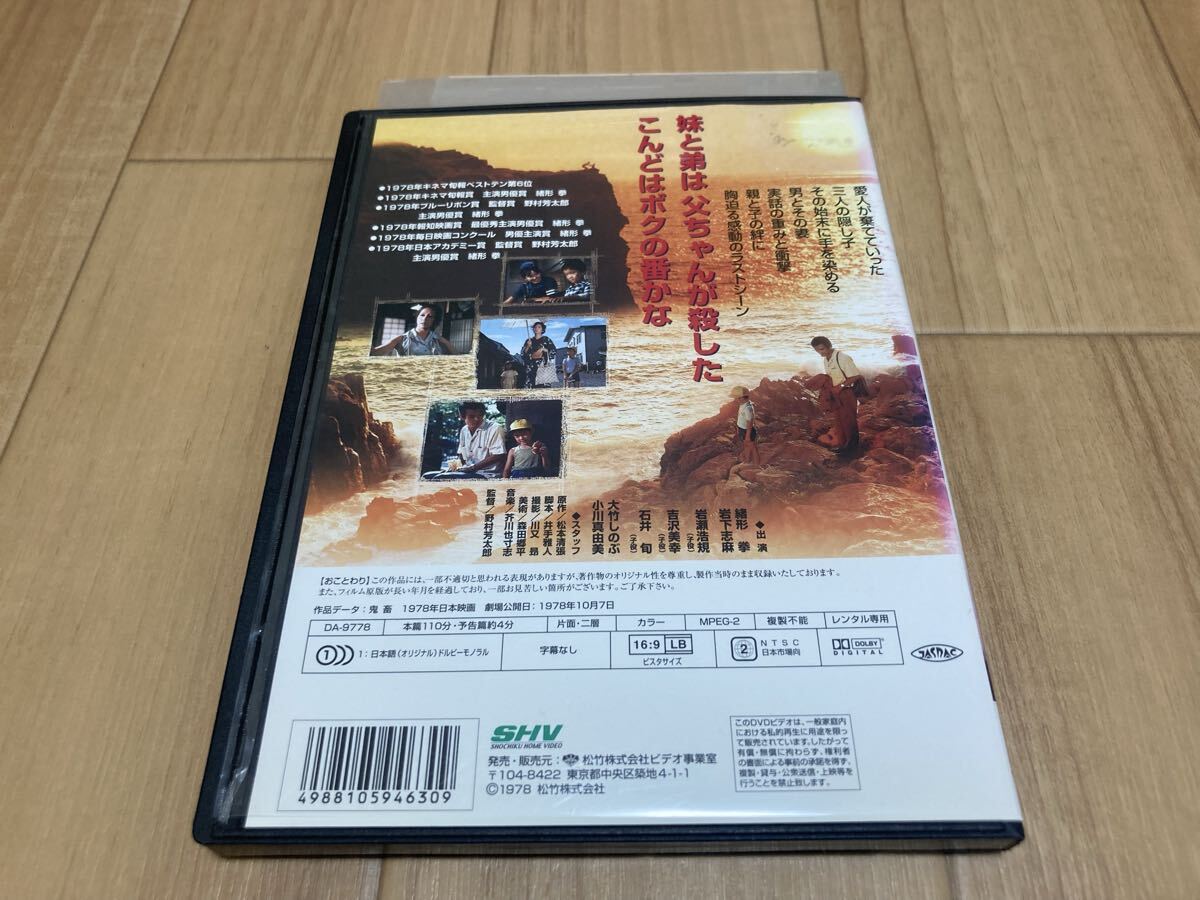 妹と弟は 父ちゃんが殺した
こんどはボクの番かな
愛人が棄てていった
三人の隠し子
その始末に手を染める
男とその妻
実話の重みと衝撃
親と子の絆に
胸迫る感動のラストシーン
●1978年キネマ旬報ベストテン第6位
●1978年キネマ旬報賞 主演男優賞 緒形 拳
●1978年ブルーリボン賞 監督賞 野村芳太郎
主演男優賞 緒形 拳
●1978年報知映画賞 最優秀主演男優賞 緒形 拳
●1978年毎日映画コンクール 男優主演賞 緒形 拳
●1978年日本アカデミー賞 監督賞 野村芳太郎
主演男優賞 緒形 拳
◆出 演
緒形 拳
岩下志麻
岩瀬浩規(子役)
吉沢美幸(子役)
石井 旬(子役)
大竹しのぶ
小川真由美
◆スタッフ
原作/松本清張
脚本/井手雅人
撮影/川又 昻
美術/森田郷平
音楽/芥川也寸志
監督/野村芳太郎
【おことわり】この作品には、一部不適切と思われる表現がありますが、著作物のオリジナル性を尊重し、製作当時のまま収録いたしております。
また、フィルム原版が長い年月を経過しており、一部お見苦しい箇所がございます。ご了承下さい。
作品データ：鬼 畜 1978年日本映画 劇場公開日：1978年10月7日
DA-9778 本篇110分・予告篇約4分 片面・二層 カラー MPEG-2 複製不能 レンタル専用
1 1：日本語（オリジナル）ドルビーモノラル 字幕なし 16:9 LB ビスタサイズ 2 NTSC 日本市場向 DOLBY DIGITAL JASRAC
4988105946309
SHV
SHOCHIKU HOME VIDEO
発売・販売元： 松竹株式会社ビデオ事業室
〒104-8422 東京都中央区築地4-1-1
©1978 松竹株式会社
このDVDビデオは、一般家庭内
における私的再生に用途を限っ
て販売されています。したがって
有償・無償に拘わらず、権利者
の書面による事前の承諾を得ず、
複製・貸与・公衆送信・上映等を
行うことを禁止致します。